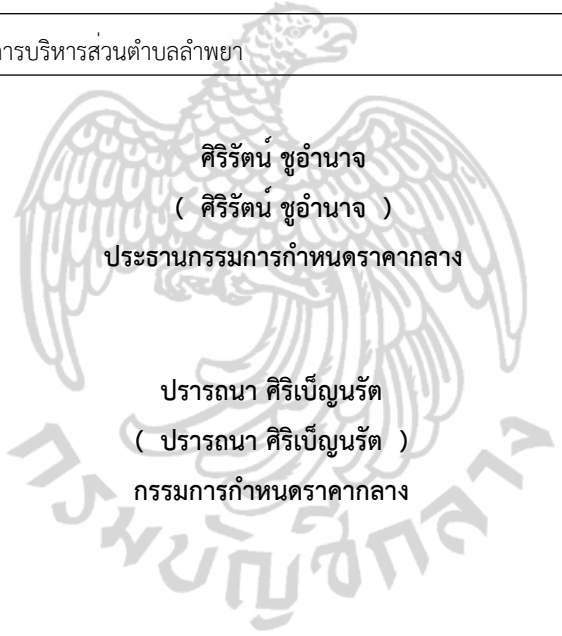 การบริหารส่วนตำบลลำพยา
ศิริรัตน์ ชูอำนาจ
( ศิริรัตน์ ชูอำนาจ )
ประธานกรรมการกำหนดราคากลาง
ปรารถนา ศิริเบ็ญนรัต
( ปรารถนา ศิริเบ็ญนรัต )
กรรมการกำหนดราคากลาง
กรมบัญชีกลาง